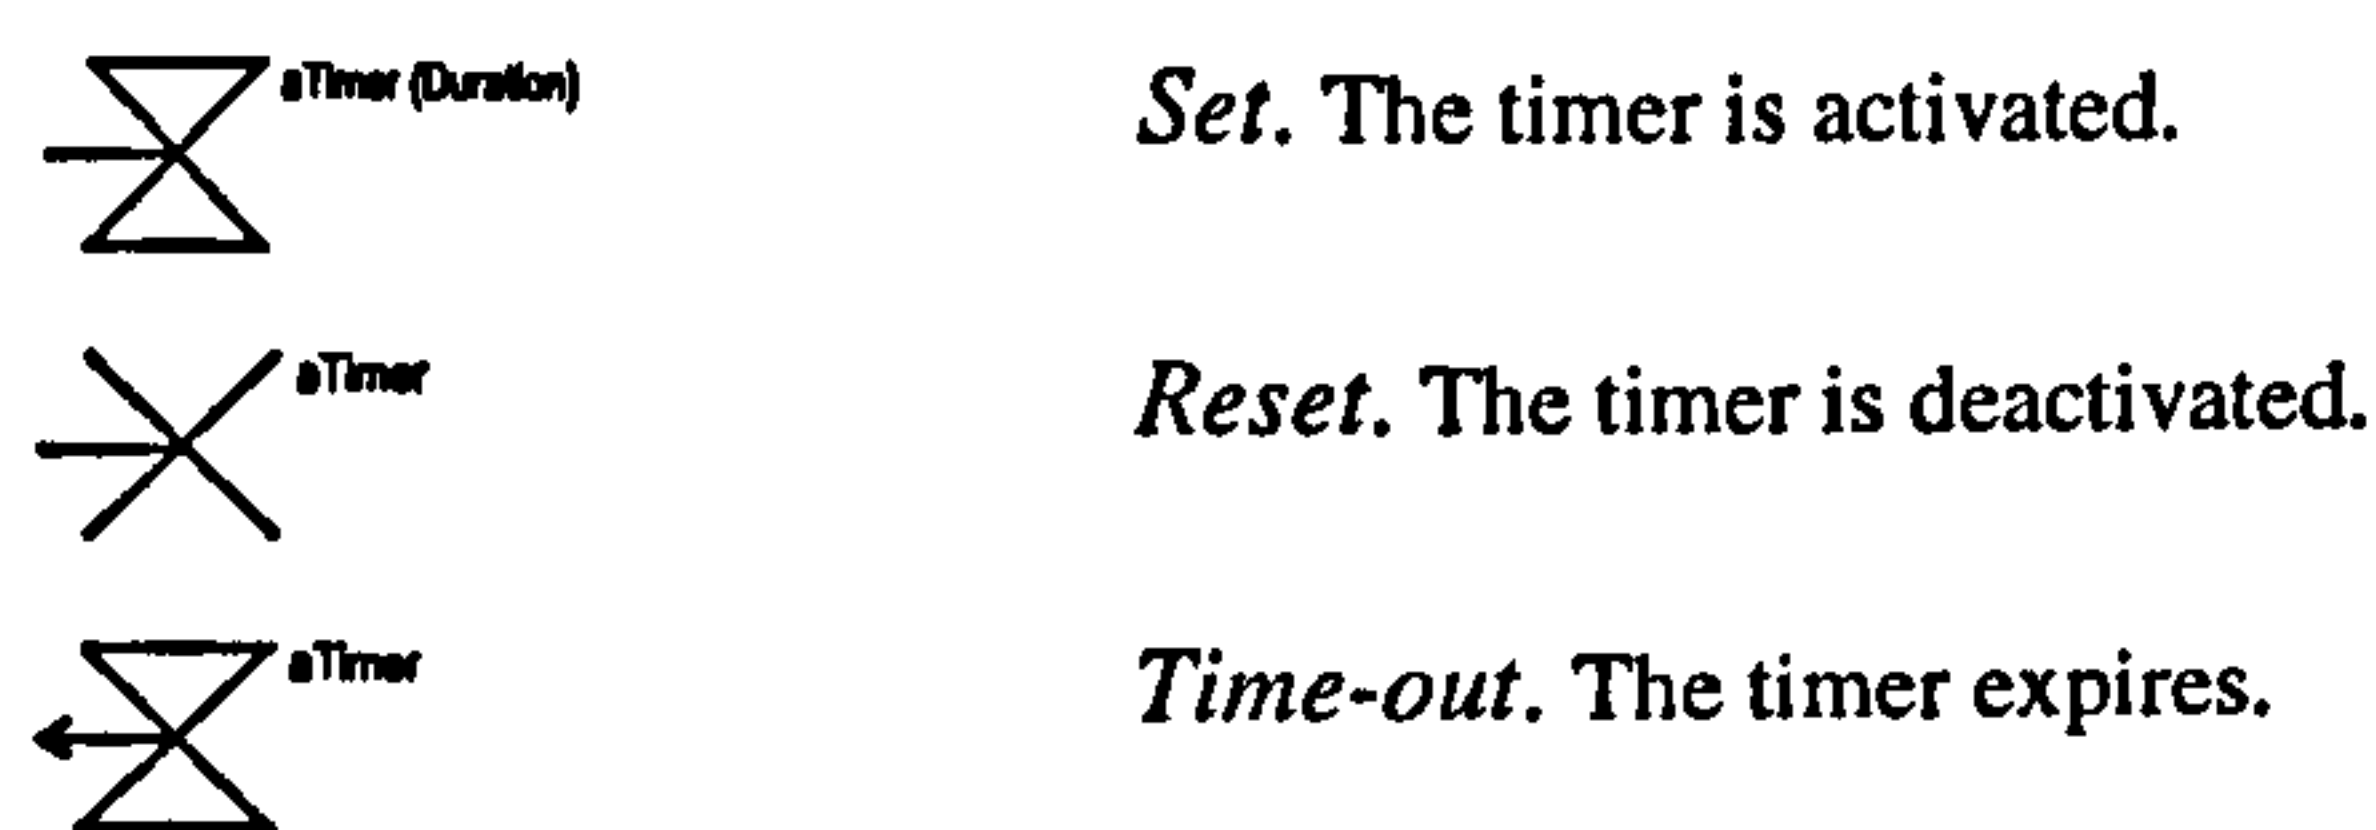 aTimer (Duration)
Set. The timer is activated.
aTimer
Reset. The timer is deactivated.
aTimer
Time-out. The timer expires.